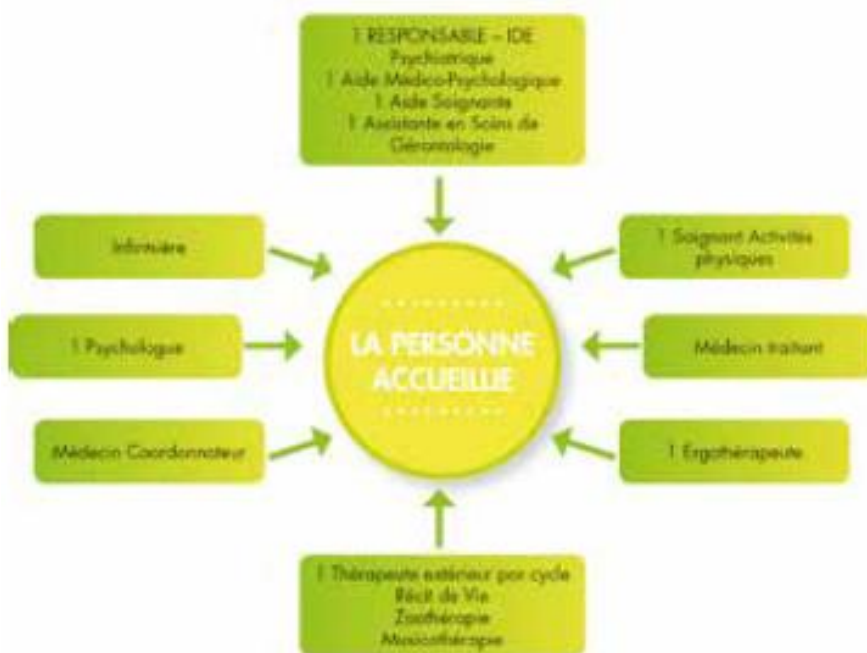 1 RESPONSABLE – IDE
Psychiatrique
1 Aide Médico-Psychologique
1 Aide Soignante
1 Assistante en Soins de
Gérontologie
Infirmière
1 Soignant Activités
physiques
1 Psychologue
LA PERSONNE
ACCUEILLIE
Médecin traitant
Médecin Coordonnateur
1 Ergothérapeute
1 Thérapeute extérieur par cycle
Récit de Vie
Zoothérapie
Musicothérapie